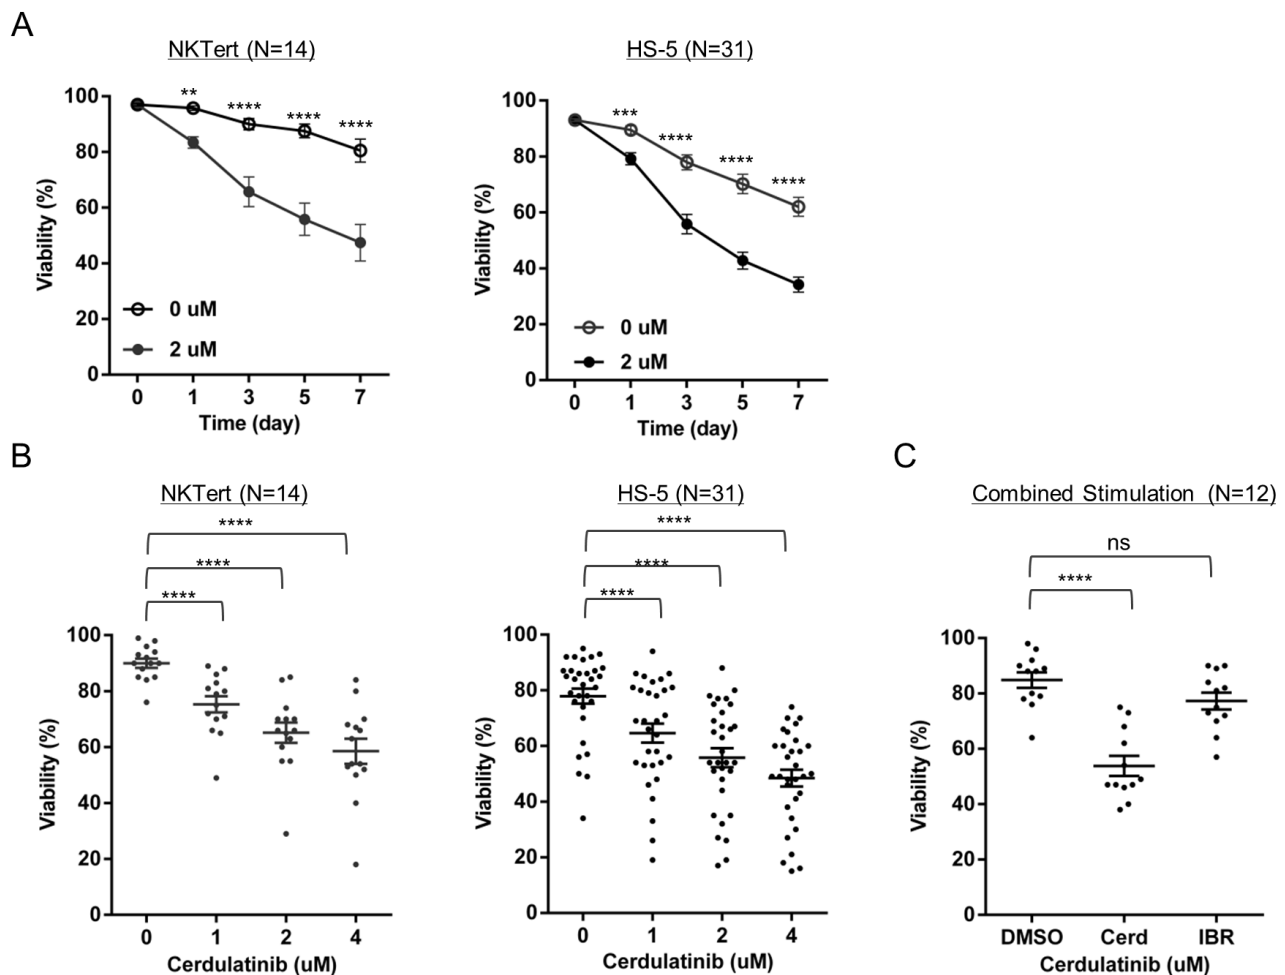 A
NKTert (N=14)
HS-5 (N=31)
100
80
60
40
20
0
Viability (%)
**
****
****
****
0 uM
2 uM
0
1
3
5
7
Time (day)
100
80
60
40
20
0
Viability (%)
***
****
****
****
0 uM
2 uM
0
1
3
5
7
Time (day)
B
NKTert (N=14)
****
****
****
100
80
60
40
20
0
Viability (%)
0
1
2
4
Cerdulatinib (uM)
HS-5 (N=31)
****
****
****
100
80
60
40
20
0
Viability (%)
0
1
2
4
Cerdulatinib (uM)
C
Combined Stimulation (N=12)
ns
****
100
80
60
40
20
0
Viability (%)
DMSO
Cerd
IBR
Cerdulatinib (uM)